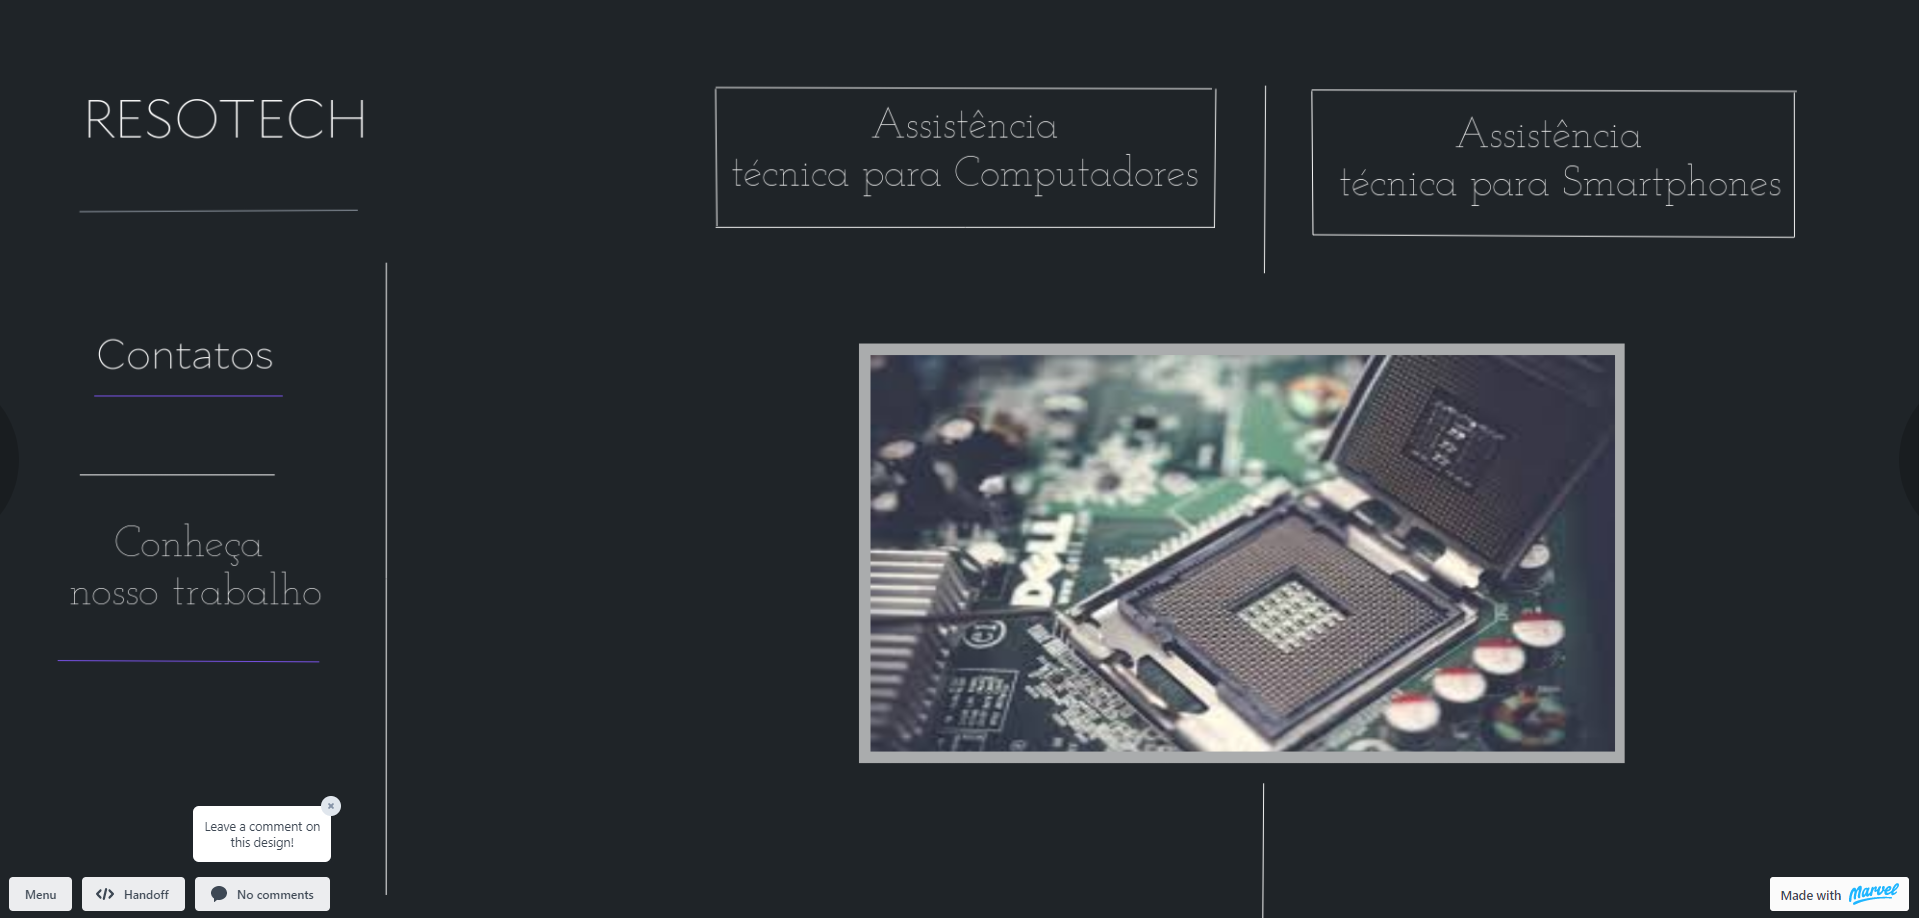 RESOTECH
Assistência
técnica para Computadores
Assistência
técnica para Smartphones
Contatos
Conheça
nosso trabalho
DELL
Leave a comment on
this design!
Menu
Handoff
No comments
Made with Marvel